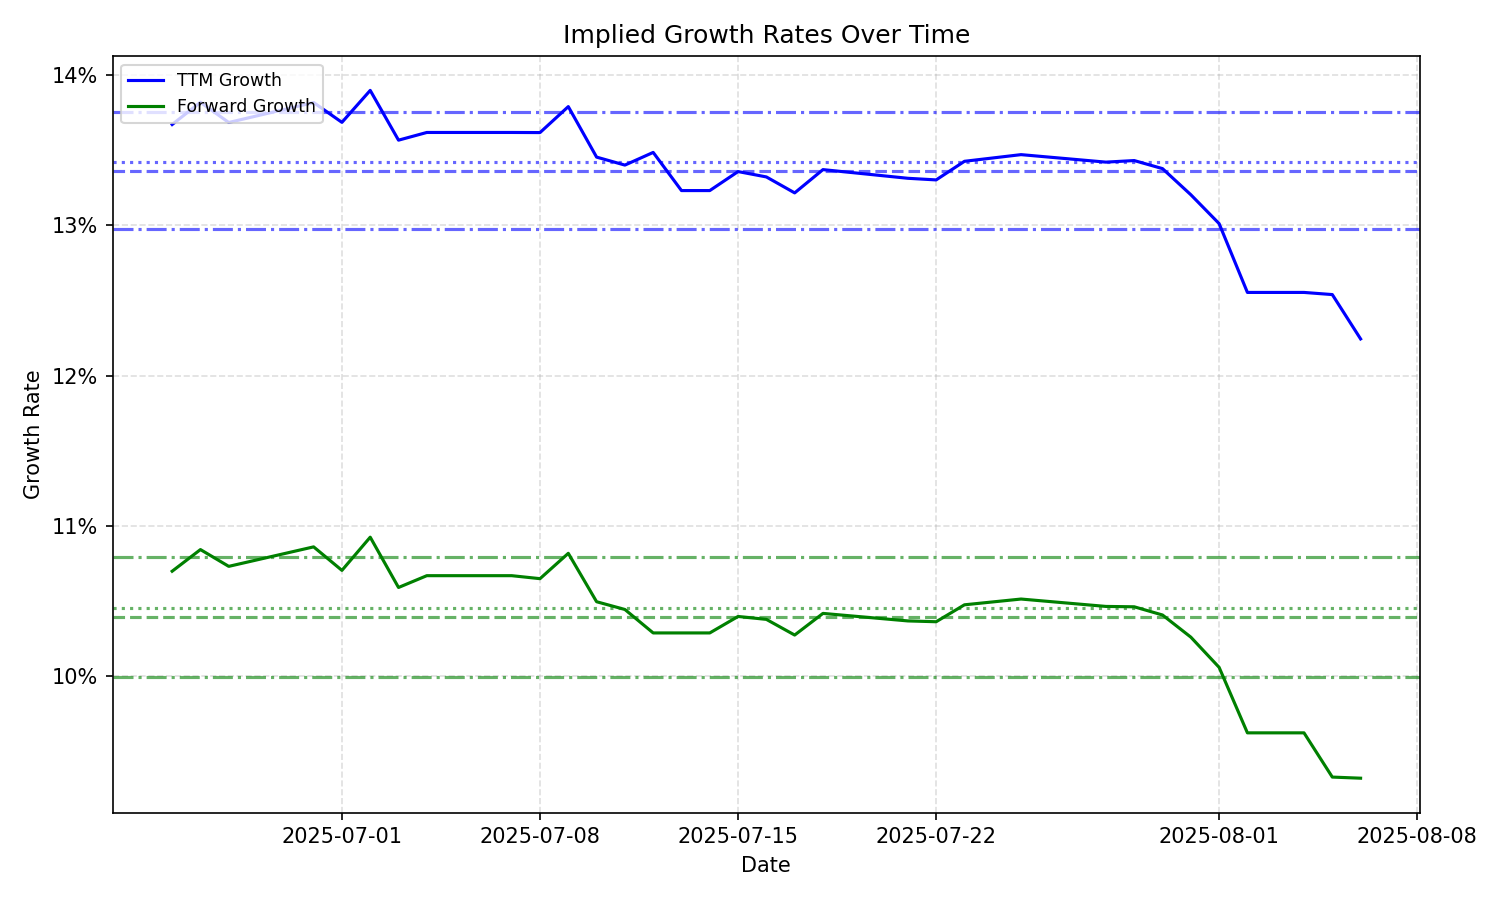 Implied Growth Rates Over Time
TTM Growth
Forward Growth
14%
13%
12%
11%
10%
Growth Rate
2025-07-01
2025-07-08
2025-07-15
2025-07-22
2025-08-01
2025-08-08
Date